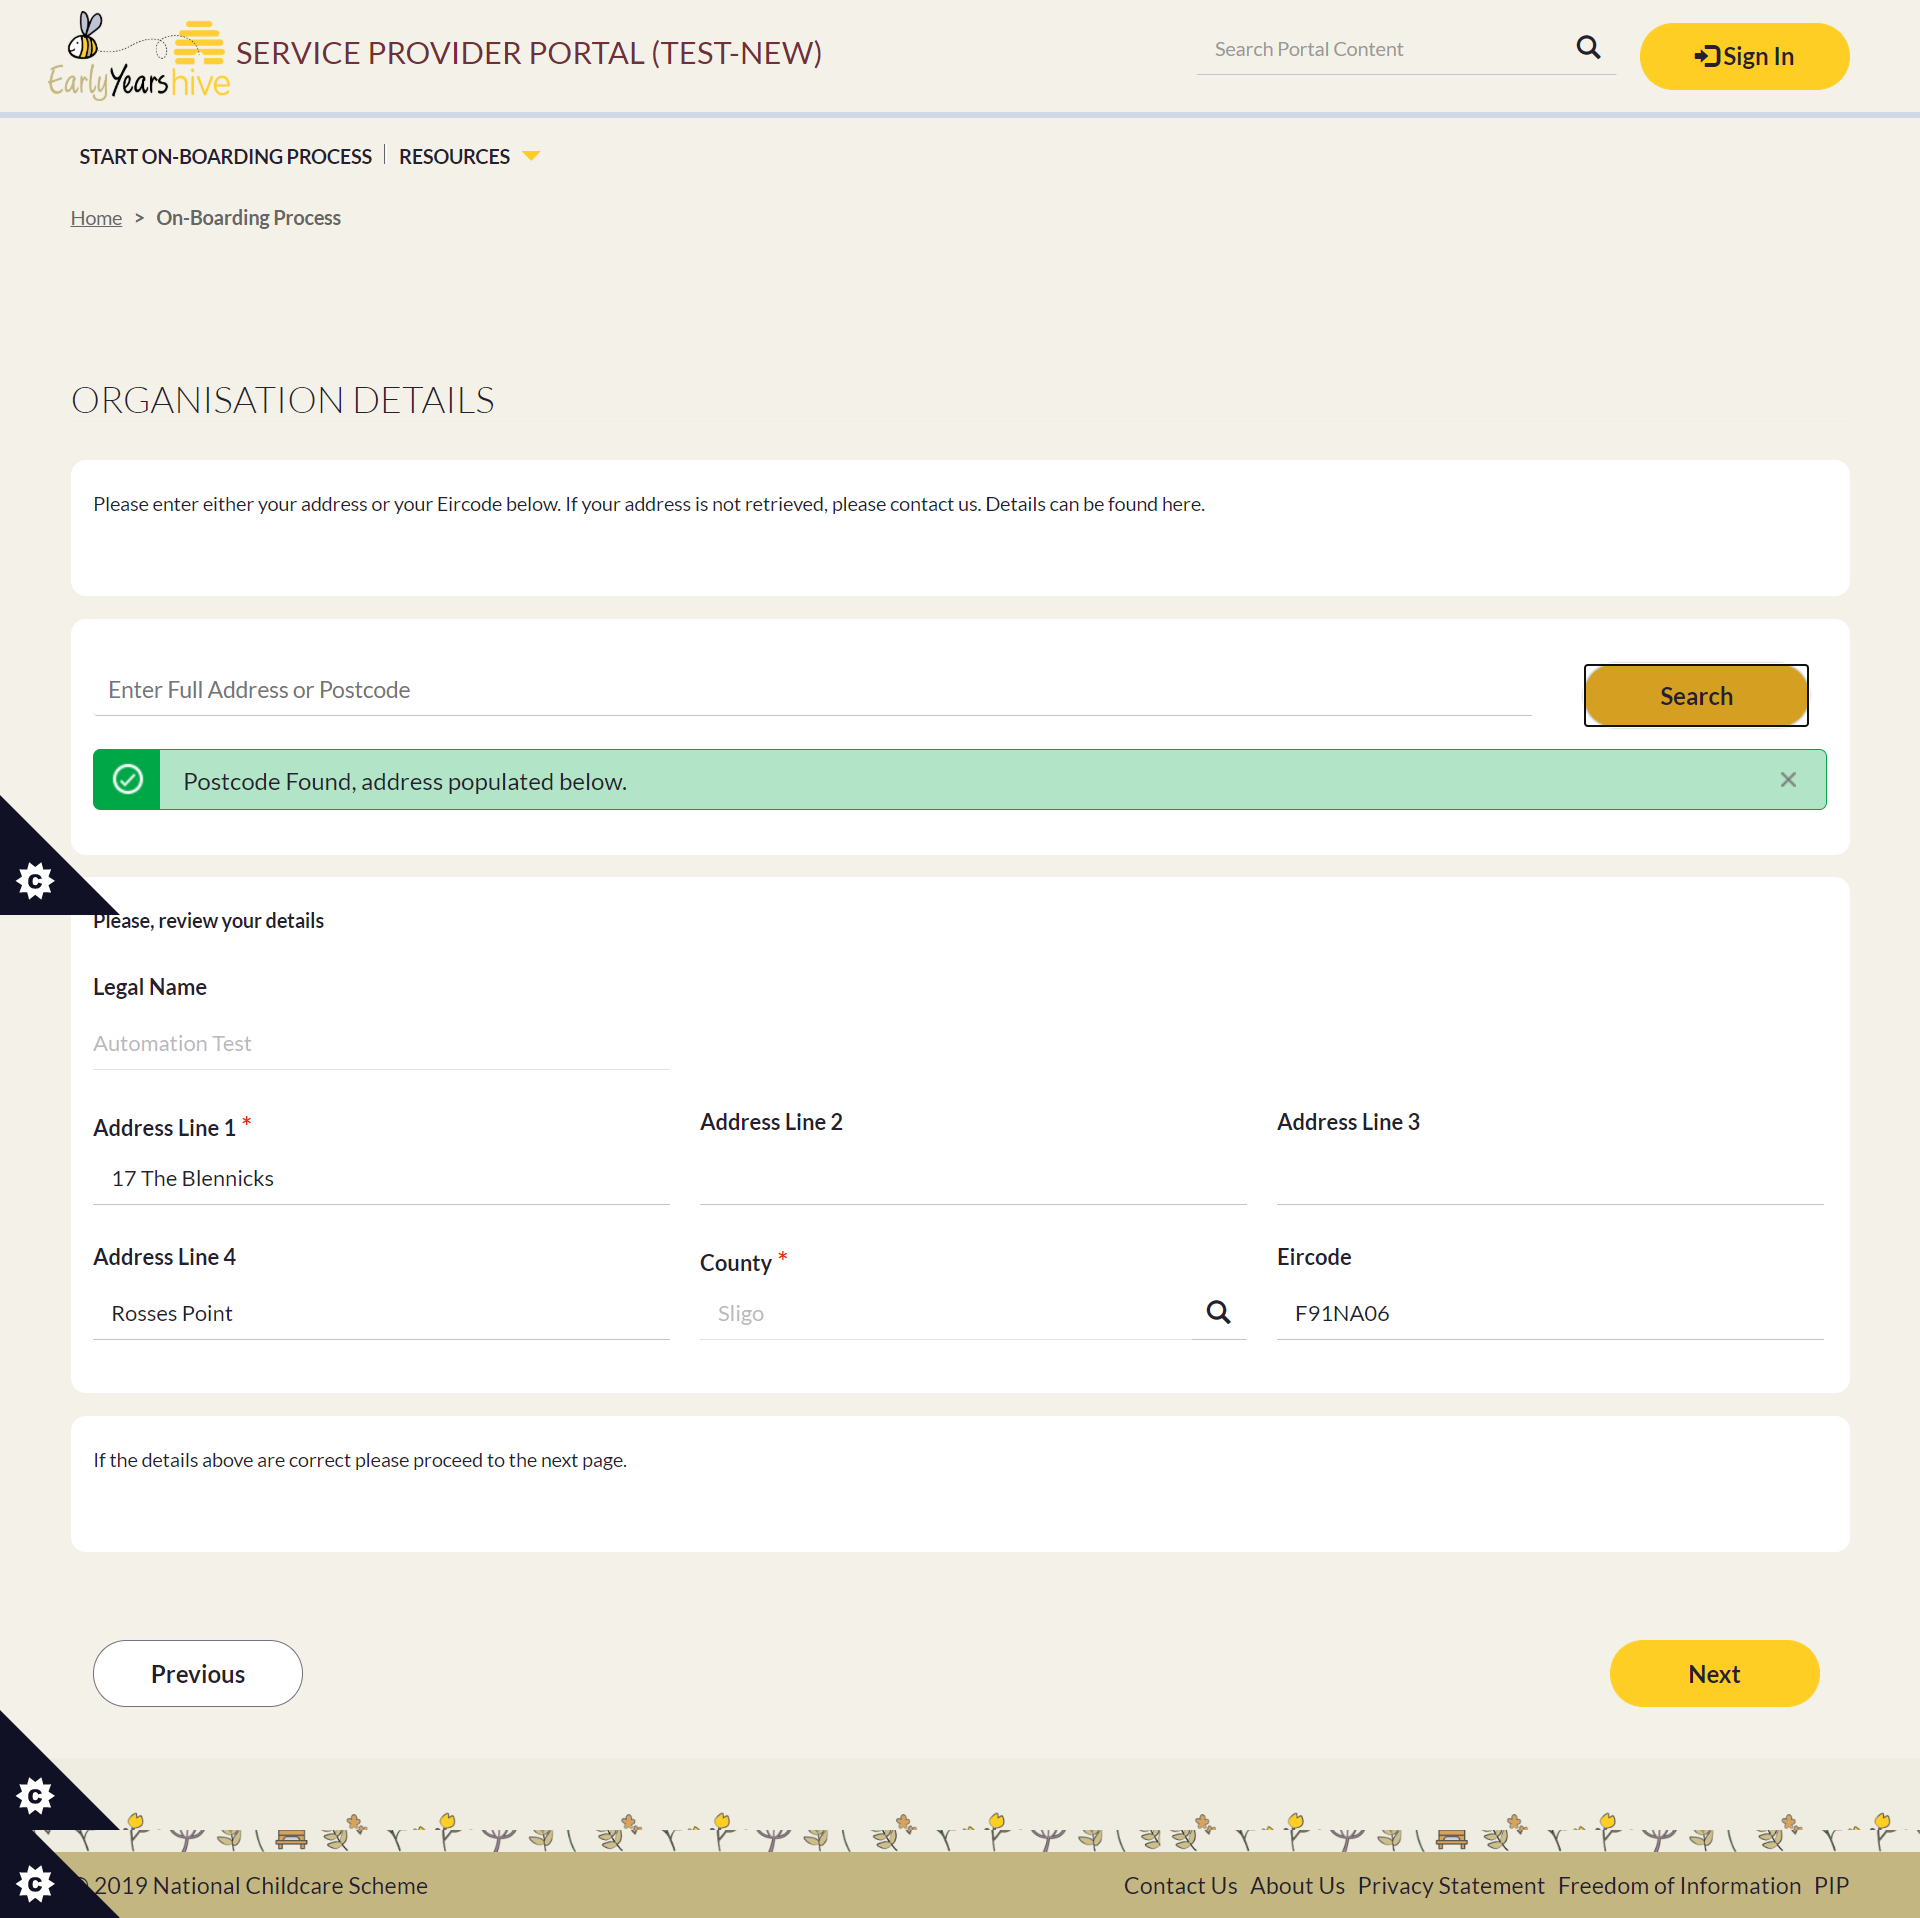 Early Years hive
SERVICE PROVIDER PORTAL (TEST-NEW)
Search Portal Content
Sign In
START ON-BOARDING PROCESS
RESOURCES
Home > On-Boarding Process
ORGANISATION DETAILS
Please enter either your address or your Eircode below. If your address is not retrieved, please contact us. Details can be found here.
Enter Full Address or Postcode
Search
Postcode Found, address populated below.
×
C
Please, review your details
Legal Name
Automation Test
Address Line 1 *
17 The Blennicks
Address Line 2
Address Line 3
Address Line 4
Rosses Point
County *
Sligo
Eircode
F91NA06
If the details above are correct please proceed to the next page.
Previous
Next
C
C
2019 National Childcare Scheme
Contact Us About Us Privacy Statement Freedom of Information PIP